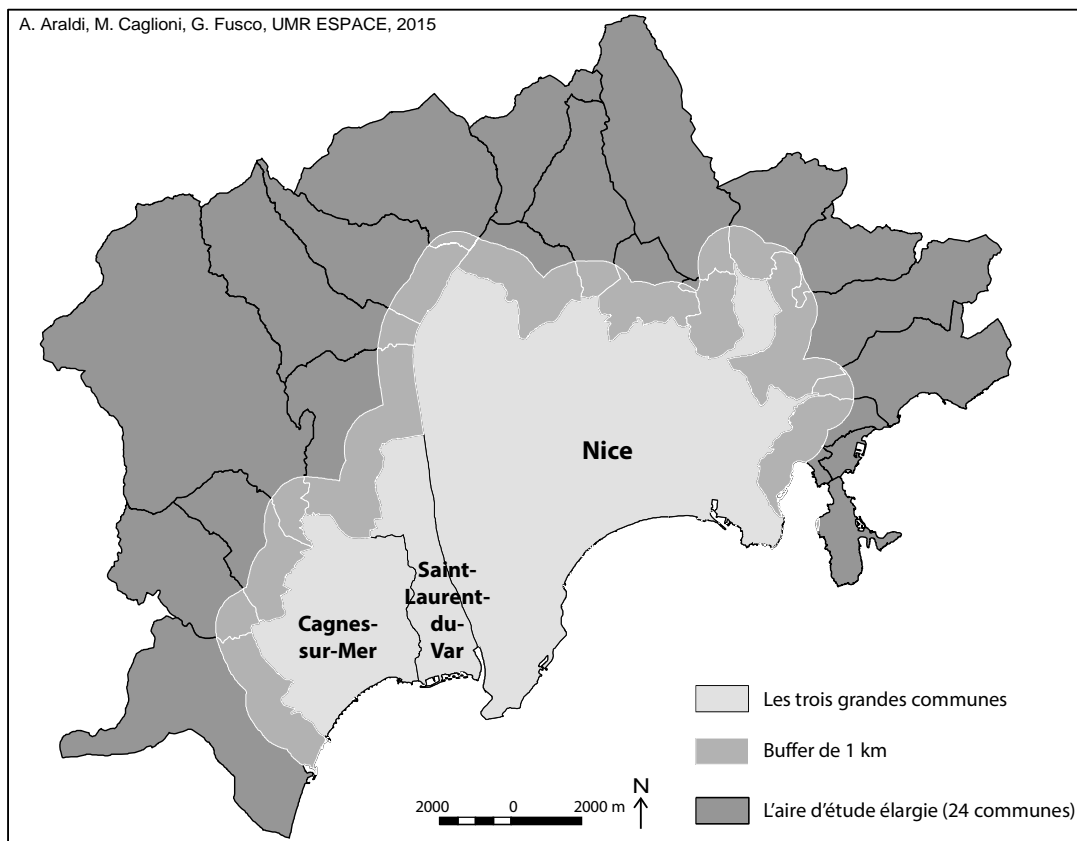 A. Araldi, M. Caglioni, G. Fusco, UMR ESPACE, 2015
Nice
Saint-
Laurent-
du-
Var
Cagnes-
sur-Mer
Les trois grandes communes
Buffer de 1 km
L'aire d'étude élargie (24 communes)
2000 0 2000 m
N